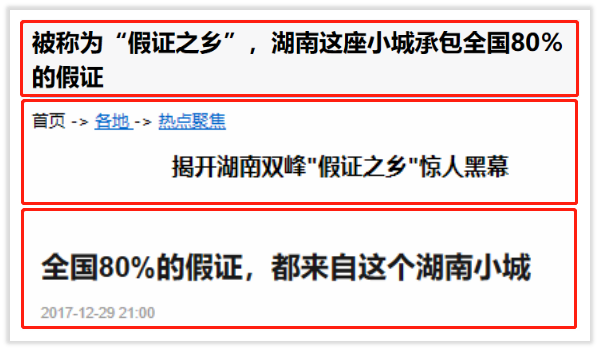 被称为“假证之乡”，湖南这座小城承包全国80%
的假证
首页 -> 各地 -> 热点聚焦
揭开湖南双峰"假证之乡"惊人黑幕
全国80%的假证，都来自这个湖南小城
2017-12-29 21:00